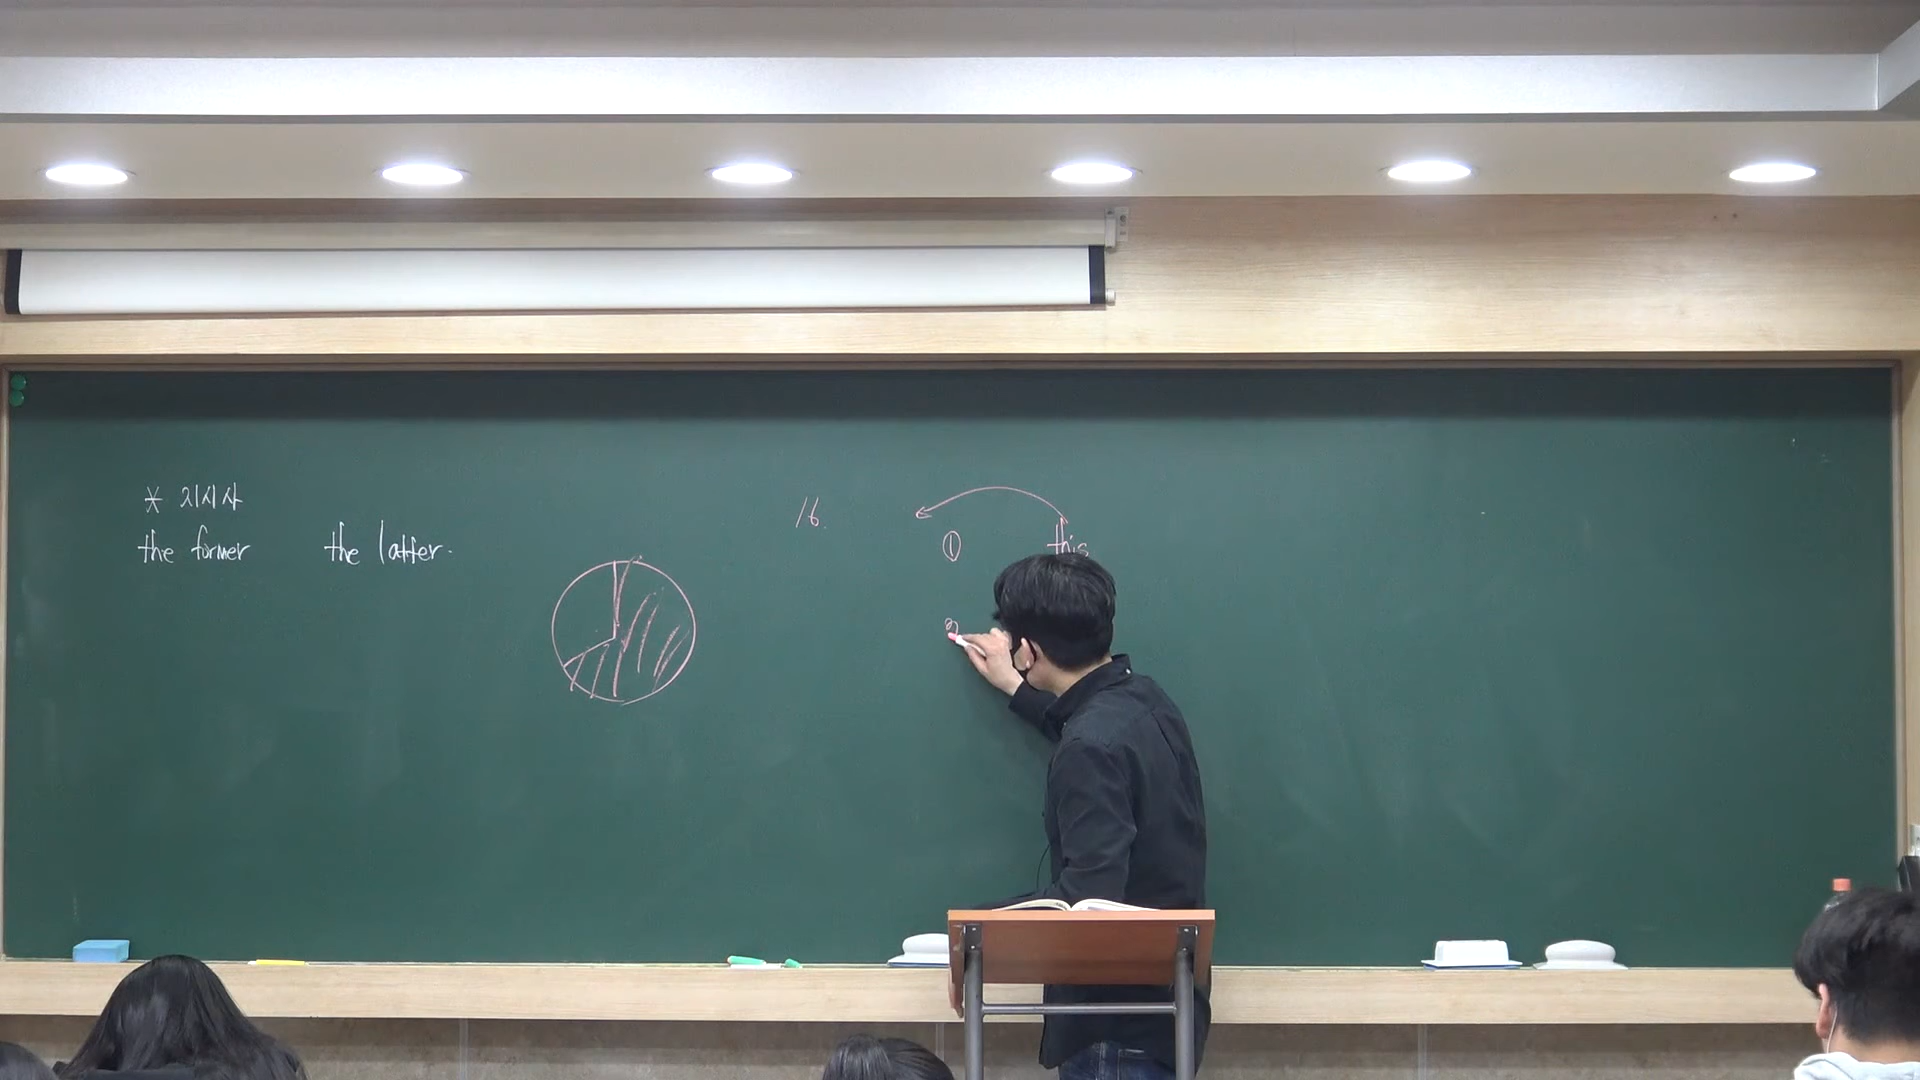 * 지시사
the former the latter.
16.
① this
2